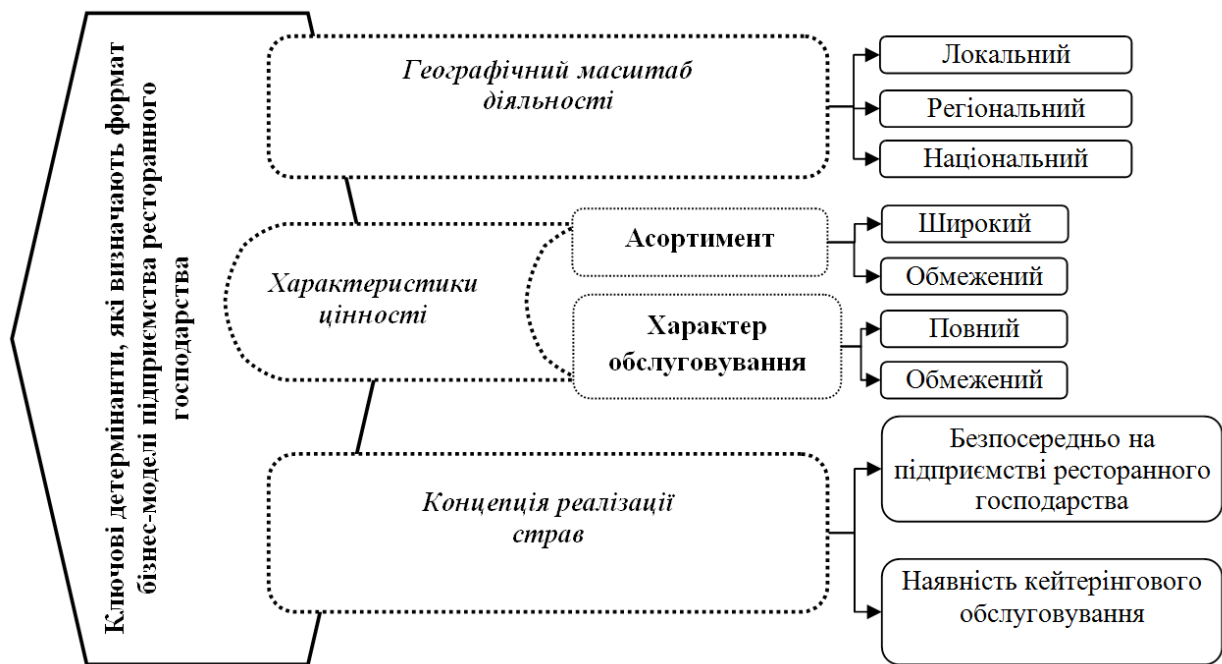 Ключові детермінанти, які визначають формат
бізнес-моделі підприємства ресторанного
господарства
Географічний масштаб
діяльності
Локальний
Регіональний
Національний
Характеристики
цінності
Асортимент
Широкий
Обмежений
Характер
обслуговування
Повний
Обмежений
Концепція реалізації
страв
Безпосередньо на
підприємстві ресторанного
господарства
Наявність кейтерінгового
обслуговування